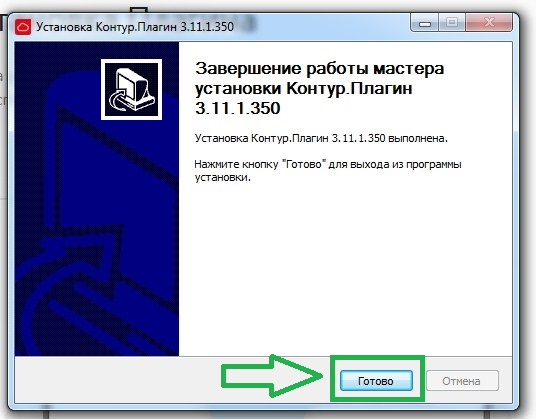 Установка Контур.Плагин 3.11.1.350
Завершение работы мастера
установки Контур.Плагин
3.11.1.350
Установка Контур.Плагин 3.11.1.350 выполнена.
Нажмите кнопку "Готово" для выхода из программы
установки.
Готово
Отмена